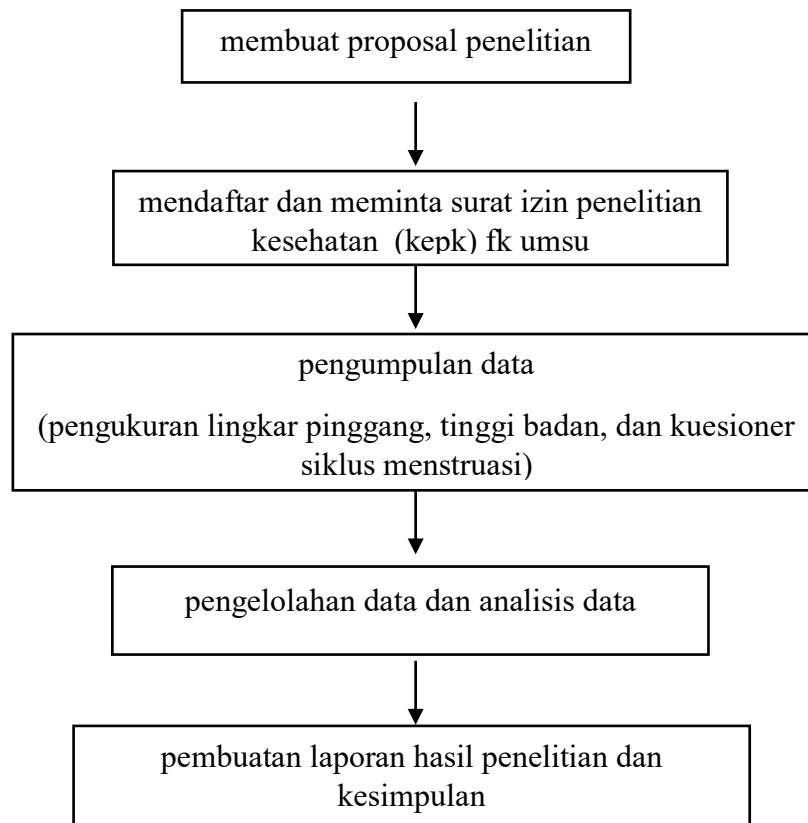 membuat proposal penelitian
mendaftar dan meminta surat izin penelitian
kesehatan (kepk) fk umsu
pengumpulan data
(pengukuran lingkar pinggang, tinggi badan, dan kuesioner
siklus menstruasi)
pengelolahan data dan analisis data
pembuatan laporan hasil penelitian dan
kesimpulan